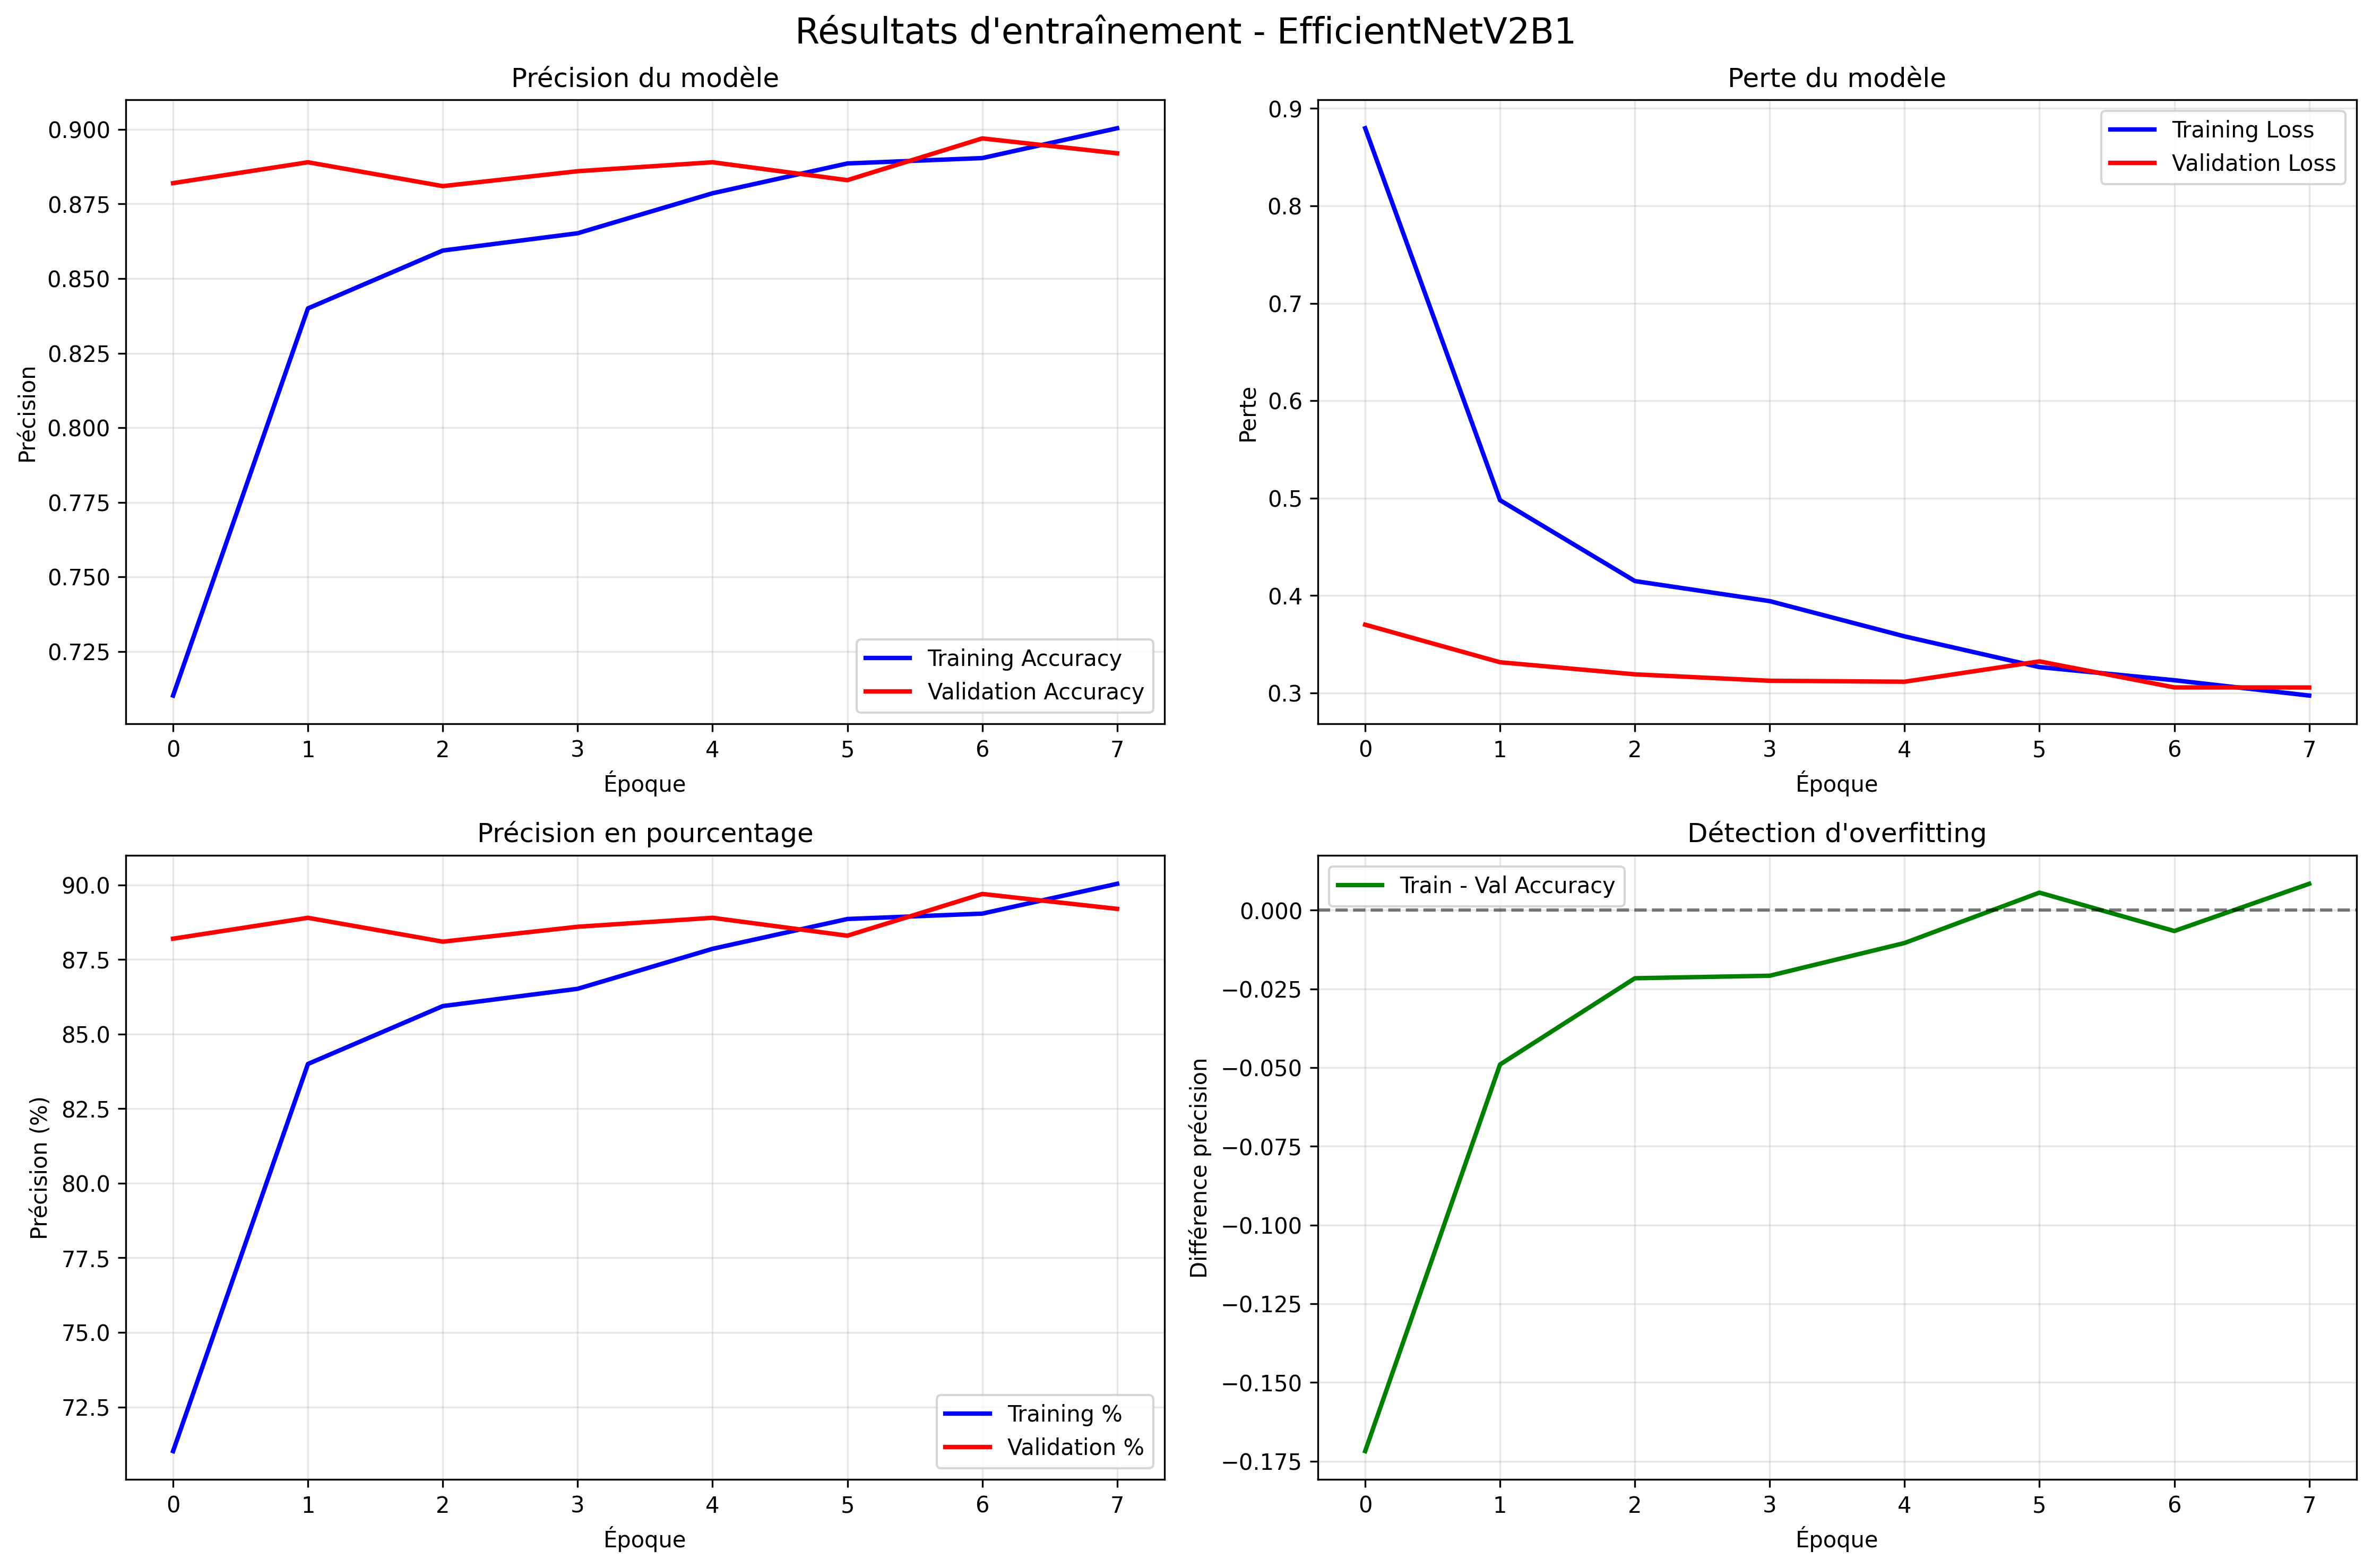 Résultats d'entraînement - EfficientNetV2B1
Précision du modèle
Précision
0.900
0.875
0.850
0.825
0.800
0.775
0.750
0.725
Training Accuracy
Validation Accuracy
0 1 2 3 4 5 6 7
Époque
Perte du modèle
Perte
0.9
0.8
0.7
0.6
0.5
0.4
0.3
Training Loss
Validation Loss
0 1 2 3 4 5 6 7
Époque
Précision en pourcentage
Précision (%)
90.0
87.5
85.0
82.5
80.0
77.5
75.0
72.5
Training %
Validation %
0 1 2 3 4 5 6 7
Époque
Détection d'overfitting
Différence précision
Train - Val Accuracy
0.000
−0.025
−0.050
−0.075
−0.100
−0.125
−0.150
−0.175
0 1 2 3 4 5 6 7
Époque